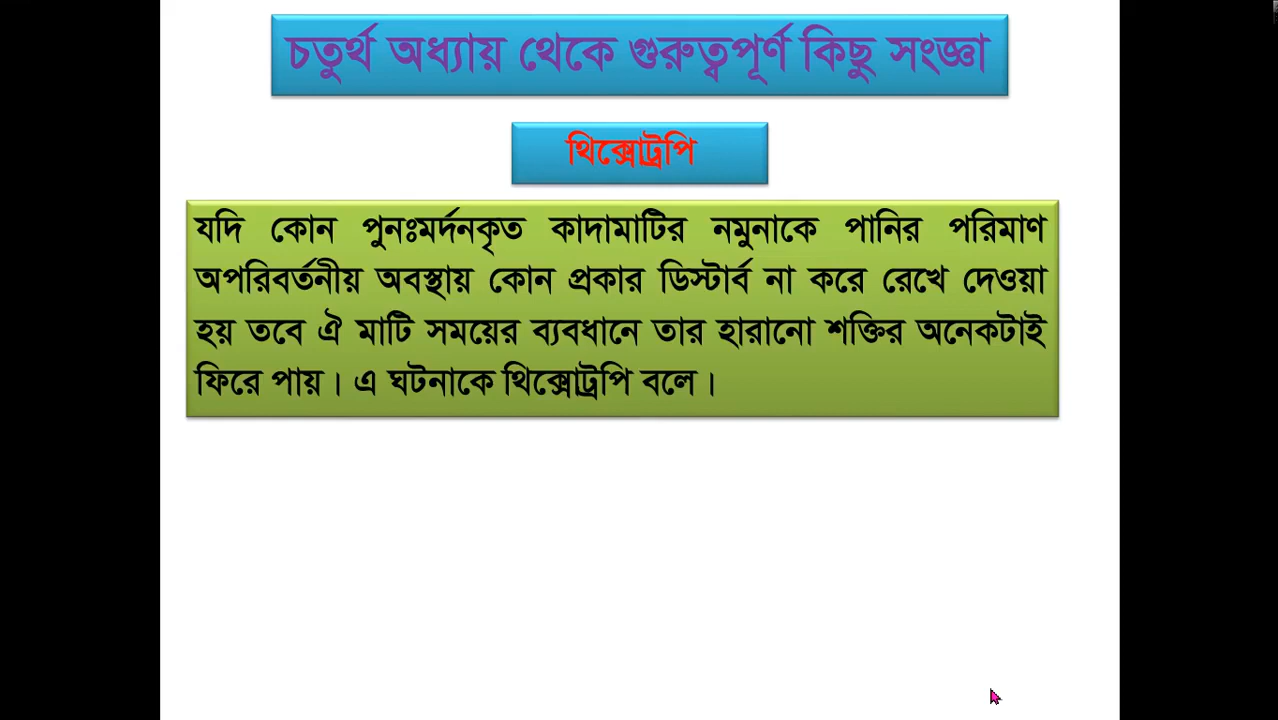 চতুর্থ অধ্যায় থেকে গুরুত্বপূর্ণ কিছু সংজ্ঞা
থিক্সোট্রপি
যদি কোন পুনঃমর্দনকৃত কাদামাটির নমুনাকে পানির পরিমাণ
অপরিবর্তনীয় অবস্থায় কোন প্রকার ডিস্টার্ব না করে রেখে দেওয়া
হয় তবে ঐ মাটি সময়ের ব্যবধানে তার হারানো শক্তির অনেকটাই
ফিরে পায়। এ ঘটনাকে থিক্সোট্রপি বলে।